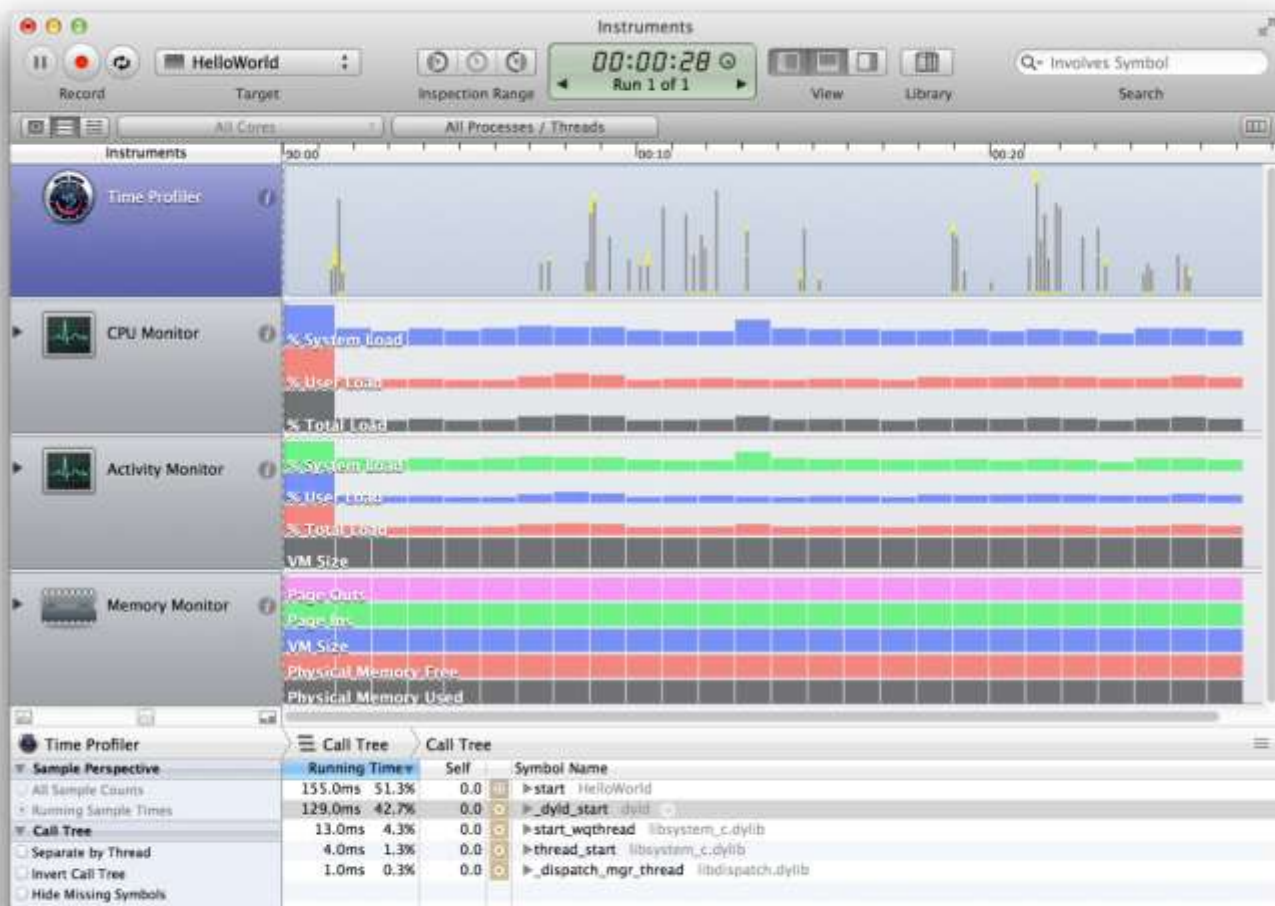 Instruments
HelloWorld
00:00:28
Run 1 of 1
Involves Symbol
Record
Target
Inspection Range
View
Library
Search
All Cores
All Processes / Threads
Instruments
00:00
00:10
00:20
Time Profiler
CPU Monitor
% System Load
% User Load
% Total Load
Activity Monitor
% System Load
% User Load
% Total Load
VM Size
Memory Monitor
Page Outs
Page Ins
VM Size
Physical Memory Free
Physical Memory Used
Time Profiler
Call Tree
Call Tree
Sample Perspective
All Sample Counts
Running Sample Times
Call Tree
Separate by Thread
Invert Call Tree
Hide Missing Symbols
Running Time Self Symbol Name
155.0ms 51.3% 0.0 start HelloWorld
129.0ms 42.7% 0.0 _dyld_start dyld
13.0ms 4.3% 0.0 start_wqthread libsystem_c.dylib
4.0ms 1.3% 0.0 thread_start libsystem_c.dylib
1.0ms 0.3% 0.0 _dispatch_mgr_thread libdispatch.dylib